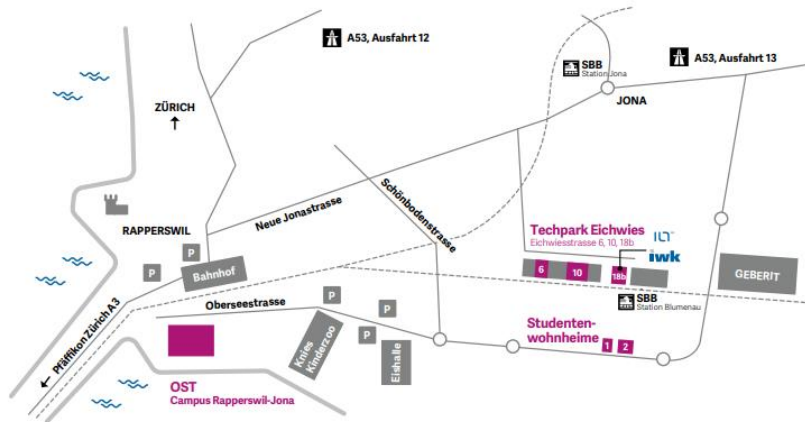 A53, Ausfahrt 12
SBB
Station Jona
A53, Ausfahrt 13
ZÜRICH
JONA
Schönbodenstrasse
Neue Jonastrasse
RAPPERSWIL
Techpark Eichwies
Eichwiesstrasse 6, 10, 18b
ILT
iwk
P
P
Bahnhof
6
10
18b
GEBERIT
SBB
Station Blumenau
Oberseestrasse
P
P
P
Pfäffikon Zürich A3
Knies
Kinderzoo
Eishalle
Studenten-
wohnheime
1
2
OST
Campus Rapperswil-Jona